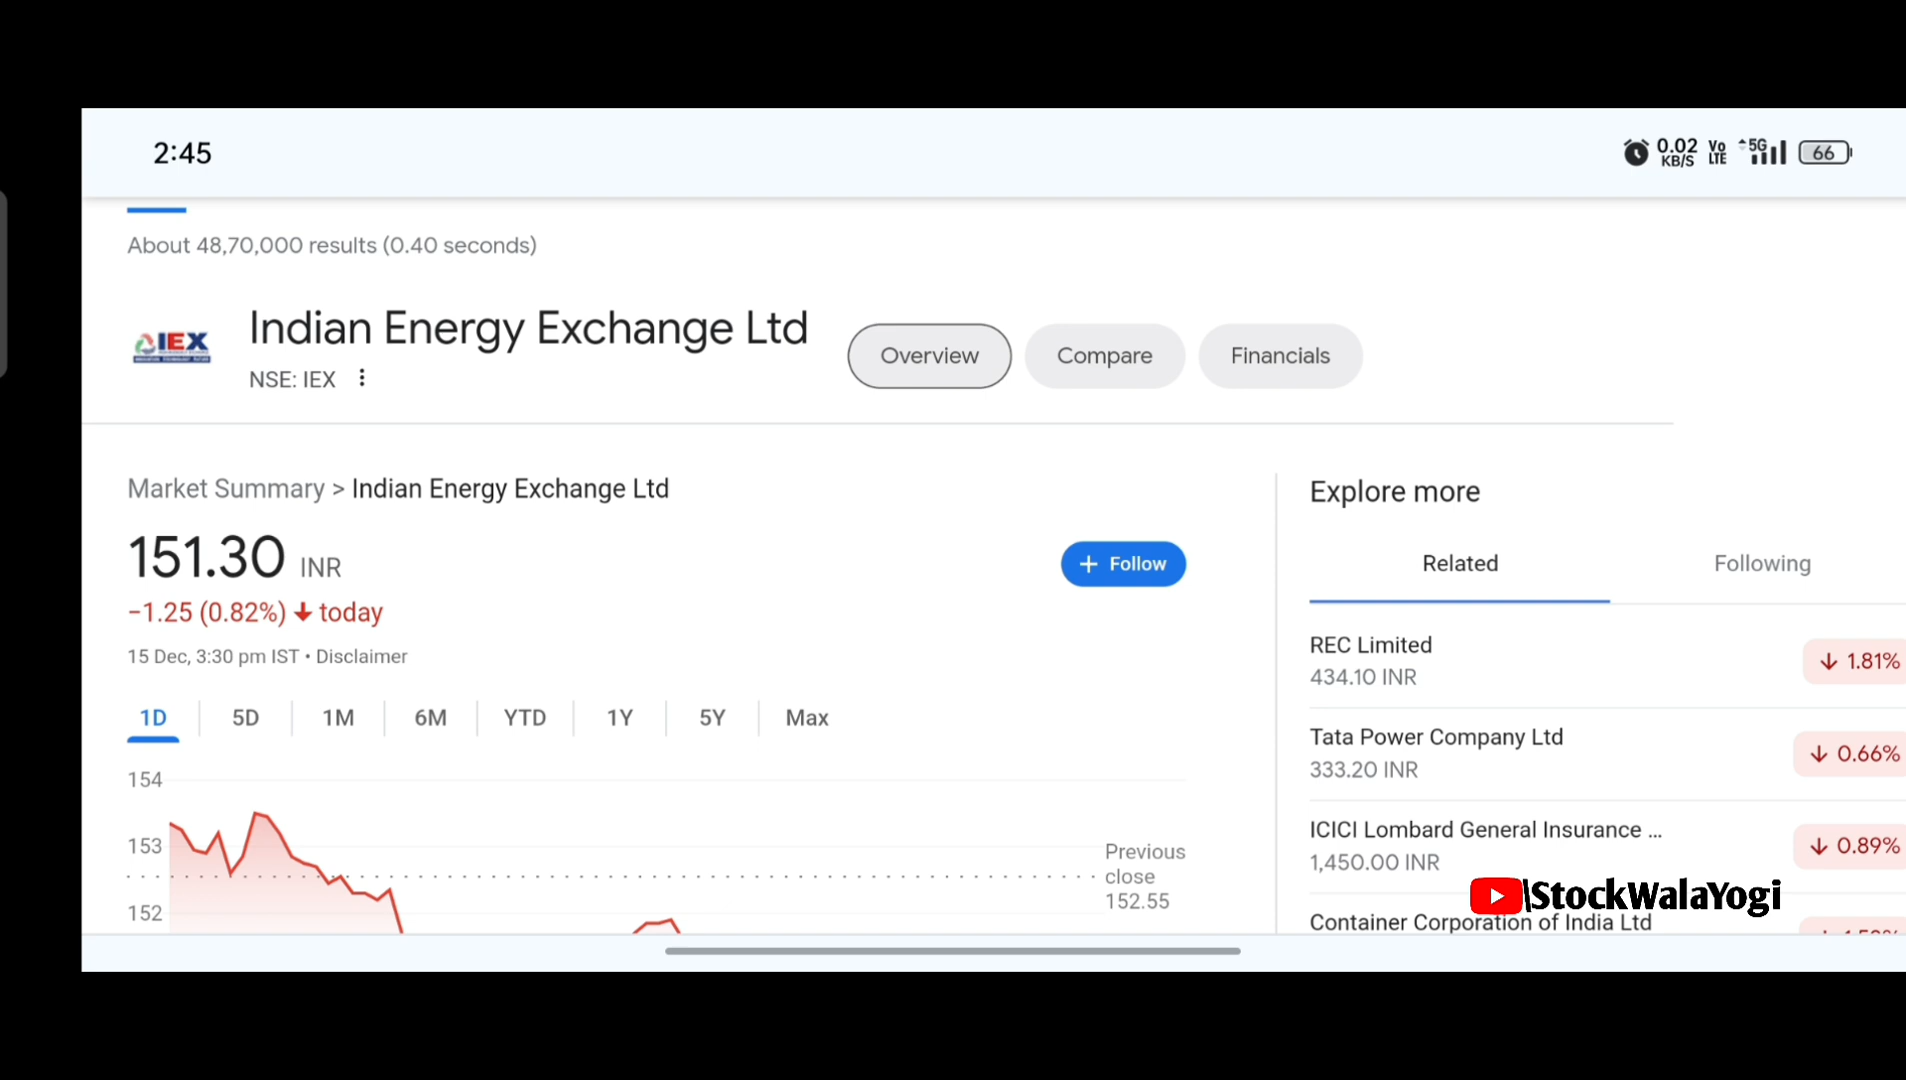 2:45
0.02 KB/S Vo LTE 5G 66
About 48,70,000 results (0.40 seconds)
IEX
Indian Energy Exchange Ltd
NSE: IEX
Overview
Compare
Financials
Market Summary > Indian Energy Exchange Ltd
151.30 INR
−1.25 (0.82%) today
15 Dec, 3:30 pm IST • Disclaimer
+ Follow
1D 5D 1M 6M YTD 1Y 5Y Max
154
153
152
Previous
close
152.55
Explore more
Related Following
REC Limited
434.10 INR
1.81%
Tata Power Company Ltd
333.20 INR
0.66%
ICICI Lombard General Insurance ...
1,450.00 INR
0.89%
\StockWalaYogi
Container Corporation of India Ltd